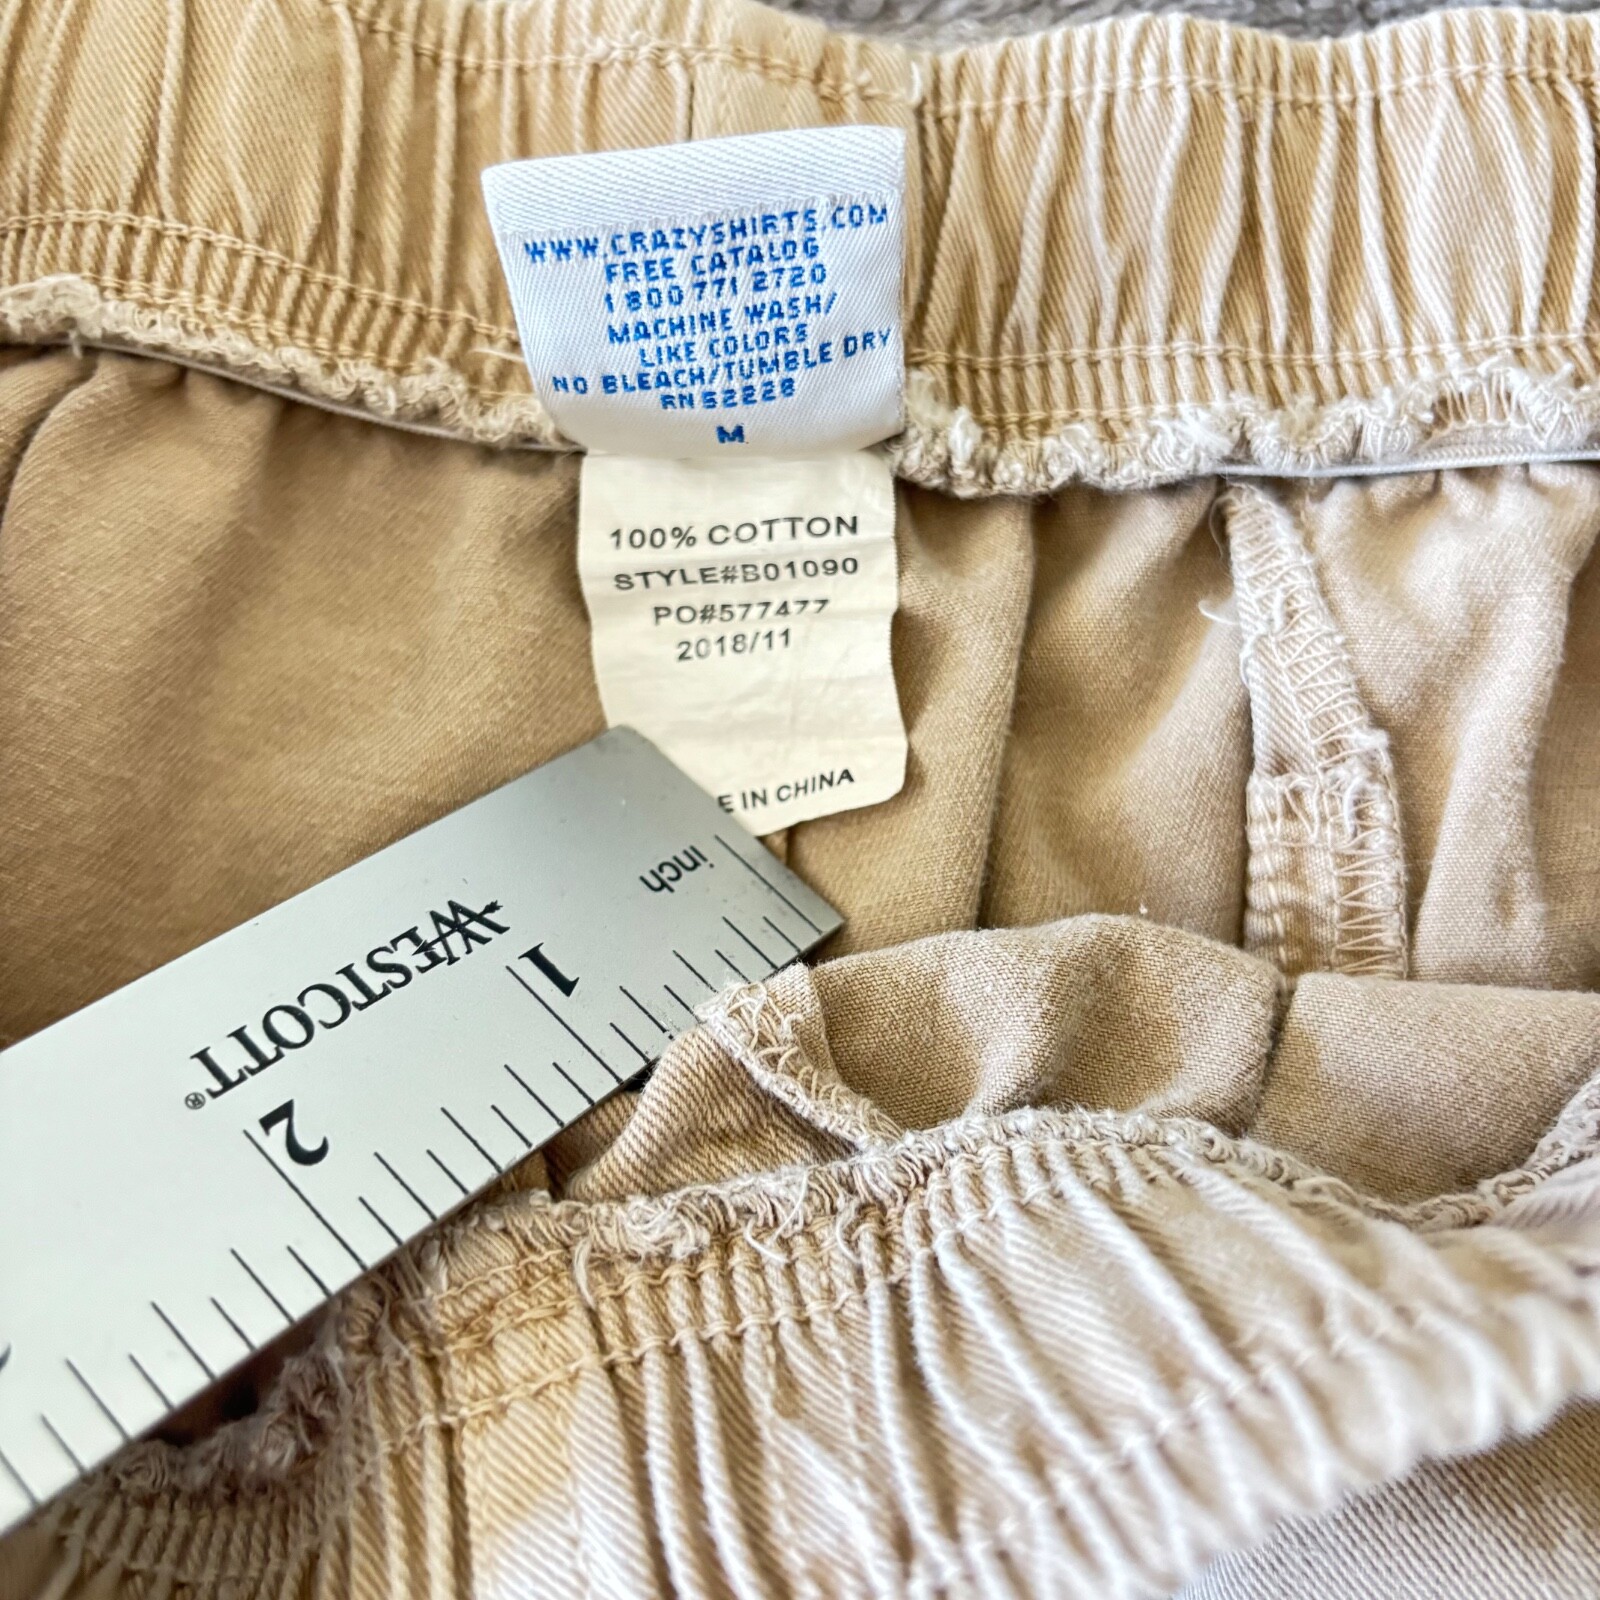 WWW.CRAZYSHIRTS.COM
FREE CATALOG
1 800 771 2720
MACHINE WASH/
LIKE COLORS
NO BLEACH/TUMBLE DRY
RN52228
M
100% COTTON
STYLE#B01090
PO#577477
2018/11
E IN CHINA
inch
WESTCOTT®
1
2